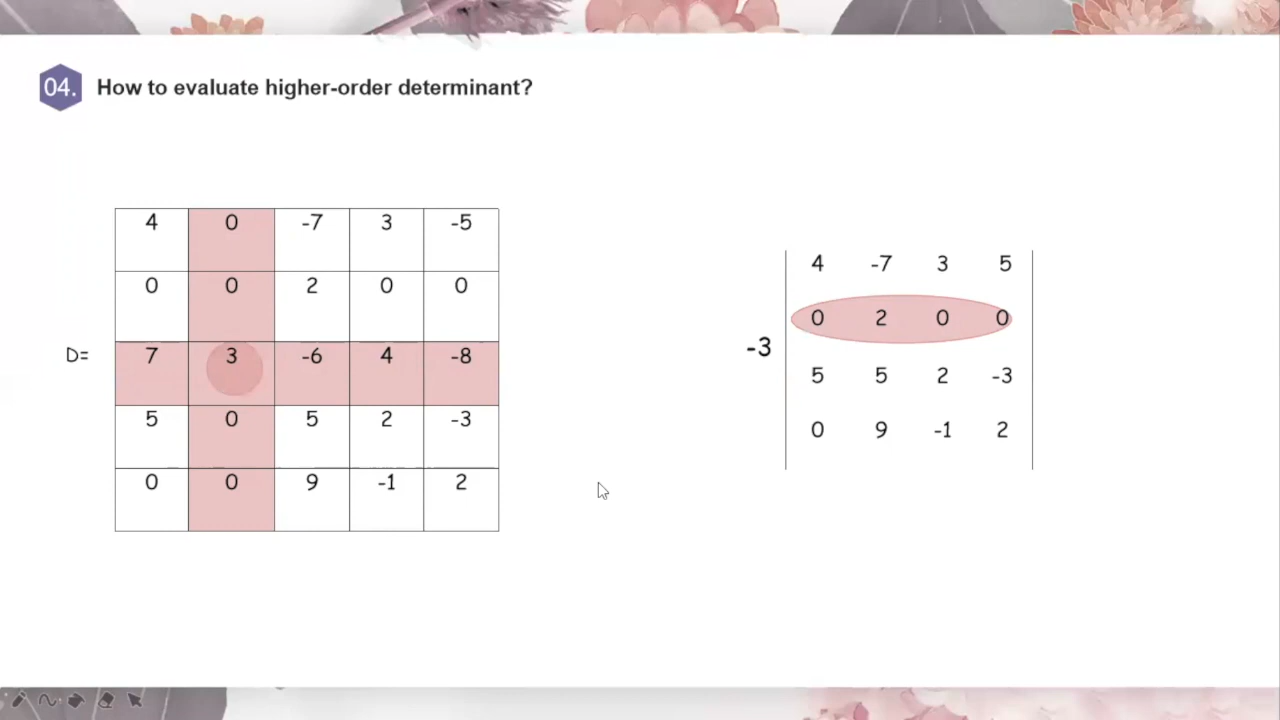 04. How to evaluate higher-order determinant?
4 0 -7 3 -5
0 0 2 0 0
D= 7 3 -6 4 -8
5 0 5 2 -3
0 0 9 -1 2
4 -7 3 5
0 2 0 0
-3
5 5 2 -3
0 9 -1 2